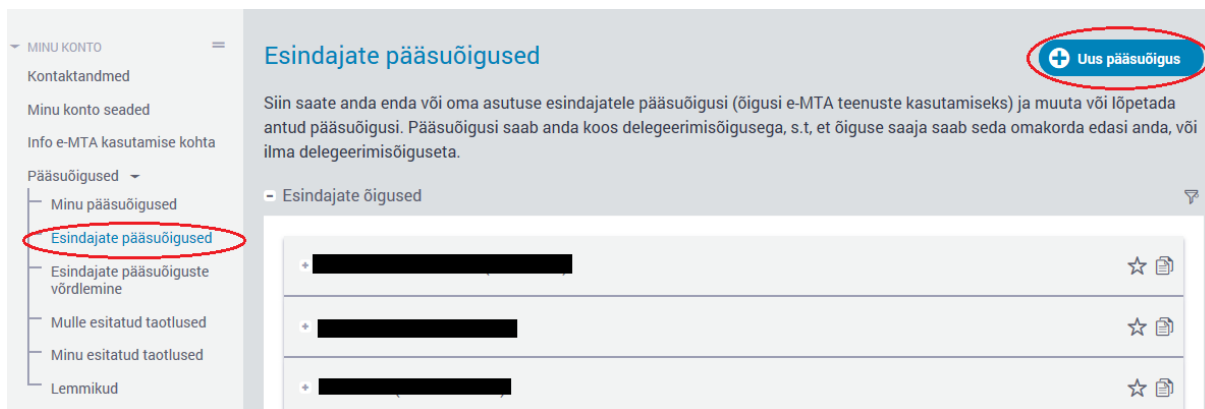 MINU KONTO
Kontaktandmed
Minu konto seaded
Info e-MTA kasutamise kohta
Pääsuõigused
Minu pääsuõigused
Esindajate pääsuõigused
Esindajate pääsuõiguste
võrdlemine
Mulle esitatud taotlused
Minu esitatud taotlused
Lemmikud
Esindajate pääsuõigused
Uus pääsuõigus
Siin saate anda enda või oma asutuse esindajatele pääsuõigusi (õigusi e-MTA teenuste kasutamiseks) ja muuta või lõpetada
antud pääsuõigusi. Pääsuõigusi saab anda koos delegeerimisõigusega, s.t, et õiguse saaja saab seda omakorda edasi anda, või
ilma delegeerimisõiguseta.
Esindajate õigused